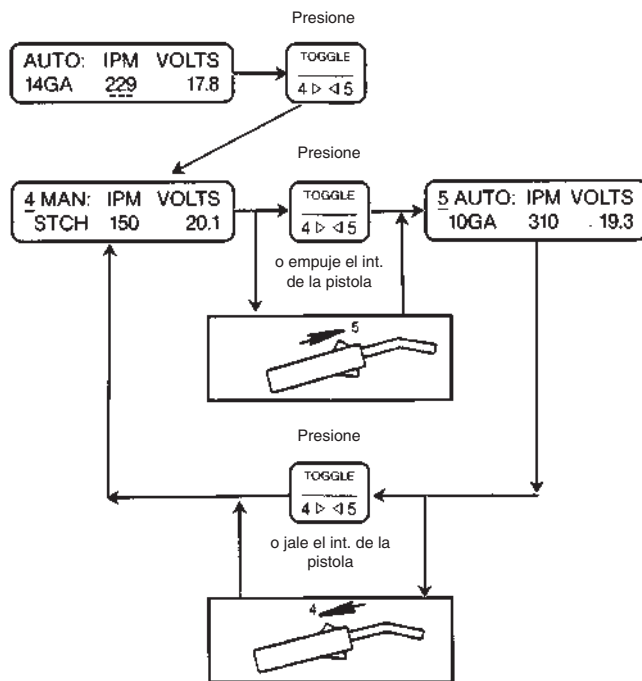 Presione
AUTO: IPM VOLTS
14GA 229 17.8
TOGGLE
4 ▷ ◁ 5
Presione
4 MAN: IPM VOLTS
STCH 150 20.1
TOGGLE
4 ▷ ◁ 5
5 AUTO: IPM VOLTS
10GA 310 19.3
o empuje el int.
de la pistola
5
Presione
TOGGLE
4 ▷ ◁ 5
o jale el int. de la
pistola
4